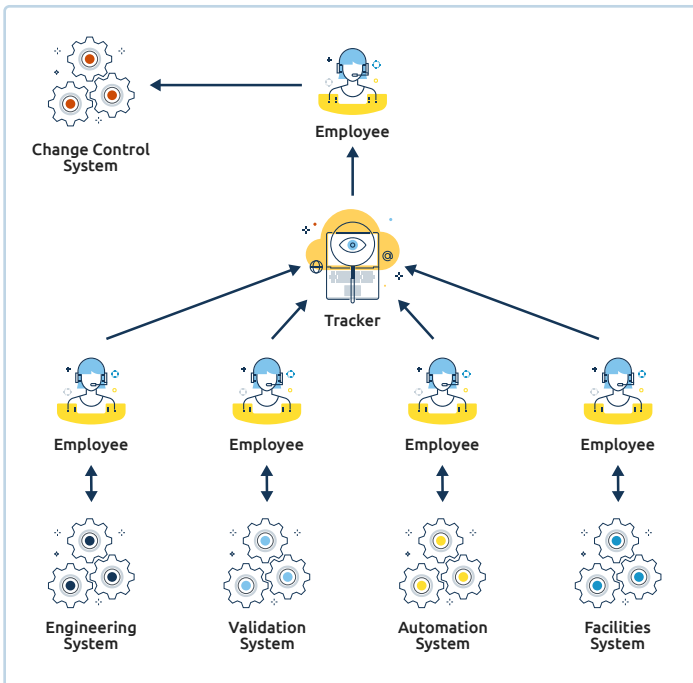 Employee
Change Control
System
Tracker
Employee
Employee
Employee
Employee
Engineering
System
Validation
System
Automation
System
Facilities
System